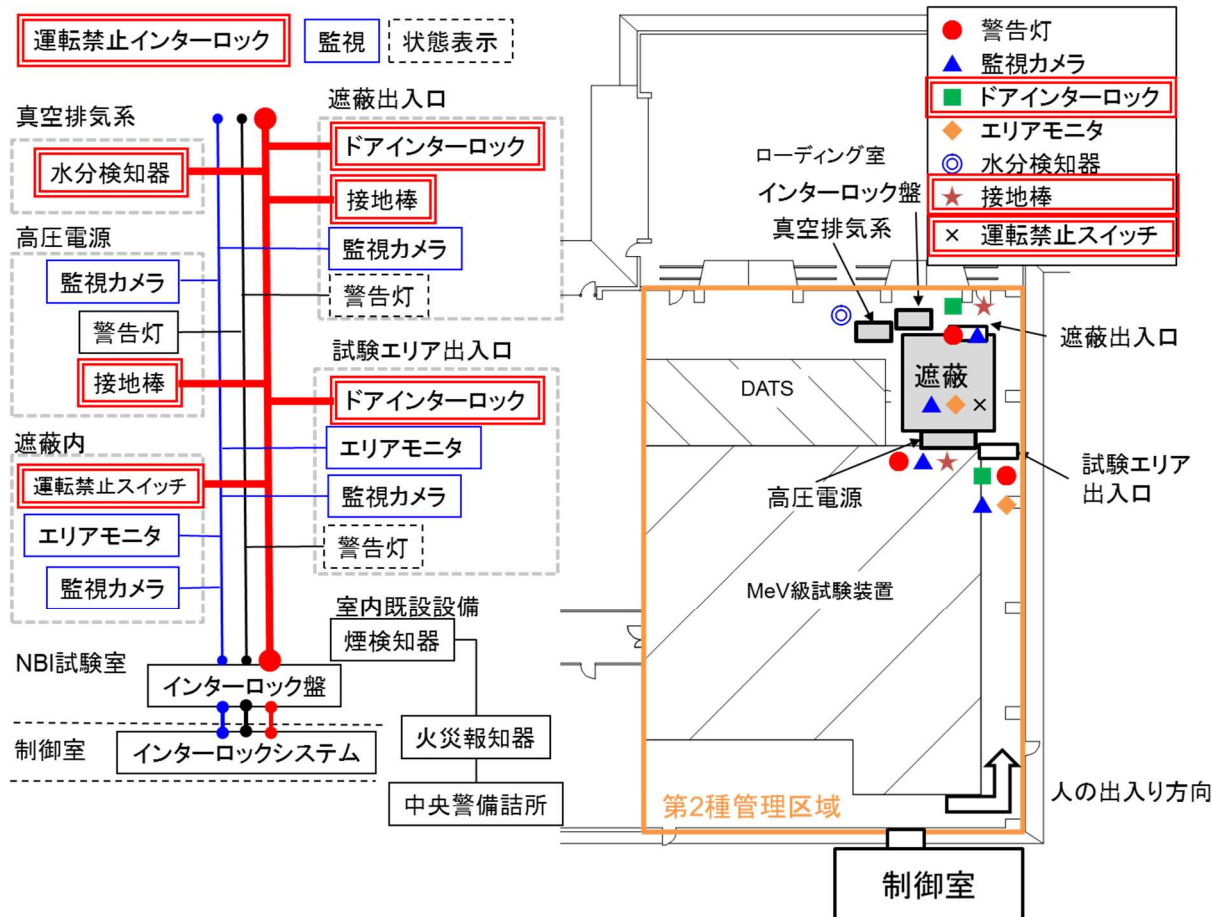 運転禁止インターロック
監視
状態表示
真空排気系
水分検知器
高圧電源
監視カメラ
警告灯
接地棒
遮蔽内
運転禁止スイッチ
エリアモニタ
監視カメラ
遮蔽出入口
ドアインターロック
接地棒
監視カメラ
警告灯
試験エリア出入口
ドアインターロック
エリアモニタ
監視カメラ
警告灯
室内既設設備
煙検知器
火災報知器
中央警備詰所
NBI試験室
インターロック盤
制御室
インターロックシステム
警告灯
監視カメラ
ドアインターロック
エリアモニタ
水分検知器
接地棒
運転禁止スイッチ
ローディング室
インターロック盤
真空排気系
遮蔽出入口
遮蔽
DATS
高圧電源
試験エリア
出入口
MeV級試験装置
第2種管理区域
人の出入り方向
制御室